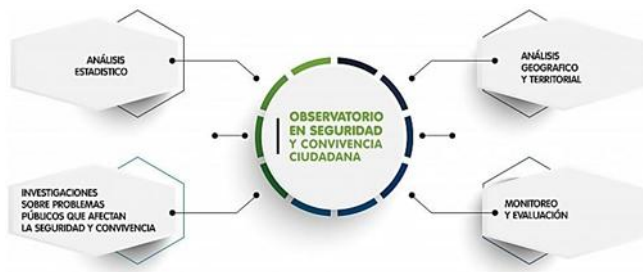 ANÁLISIS
ESTADISTICO
ANÁLISIS
GEOGRAFICO
Y TERRITORIAL
OBSERVATORIO
EN SEGURIDAD
Y CONVIVENCIA
CIUDADANA
INVESTIGACIONES
SOBRE PROBLEMAS
PÚBLICOS QUE AFECTAN
LA SEGURIDAD Y CONVIVENCIA
MONITOREO
Y EVALUACIÓN